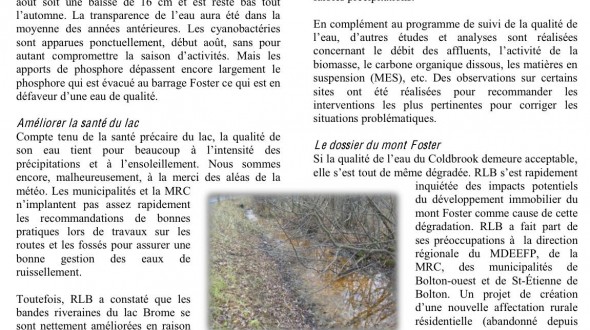 août soit une baisse de 16 cm et est resté bas tout
l'automne. La transparence de l'eau aura été dans la
moyenne des années antérieures. Les cyanobactéries
sont apparues ponctuellement, début août, sans pour
autant compromettre la saison d'activités. Mais les
apports de phosphore dépassent encore largement le
phosphore qui est évacué au barrage Foster ce qui est en
défaveur d'une eau de qualité.
Améliorer la santé du lac
Compte tenu de la santé précaire du lac, la qualité de
son eau tient pour beaucoup à l'intensité des
précipitations et à l'ensoleillement. Nous sommes
encore, malheureusement, à la merci des aléas de la
météo. Les municipalités et la MRC
n'implantent pas assez rapidement
les recommandations de bonnes
pratiques lors de travaux sur les
routes et les fossés pour assurer une
bonne gestion des eaux de
ruissellement.
Toutefois, RLB a constaté que les
bandes riveraines du lac Brome se
sont nettement améliorées en raison
En complément au programme de suivi de la qualité de
l'eau, d'autres études et analyses sont réalisées
concernant le débit des affluents, l'activité de la
biomasse, le carbone organique dissous, les matières en
suspension (MES), etc. Des observations sur certains
sites ont été réalisées pour recommander les
interventions les plus pertinentes pour corriger les
situations problématiques.
Le dossier du mont Foster
Si la qualité de l'eau du Coldbrook demeure acceptable,
elle s'est tout de même dégradée. RLB s'est rapidement
inquiétée des impacts potentiels
du développement immobilier du
mont Foster comme cause de cette
dégradation. RLB a fait part de
ses préoccupations à la direction
régionale du MDEEFP, de la
MRC, des municipalités de
Bolton-ouest et de St-Étienne de
Bolton. Un projet de création
d'une nouvelle affectation rurale
résidentielle (abandonné depuis